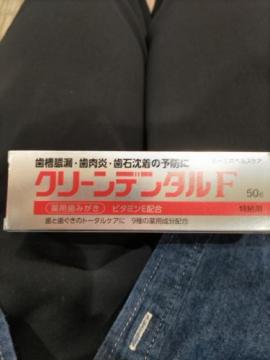 歯槽膿漏・歯肉炎・歯石沈着の予防に
クリーンデンタルF
50g
薬用歯みがき ビタミンE配合
特納用
歯と歯ぐきのトータルケアに 9種の薬用成分配合